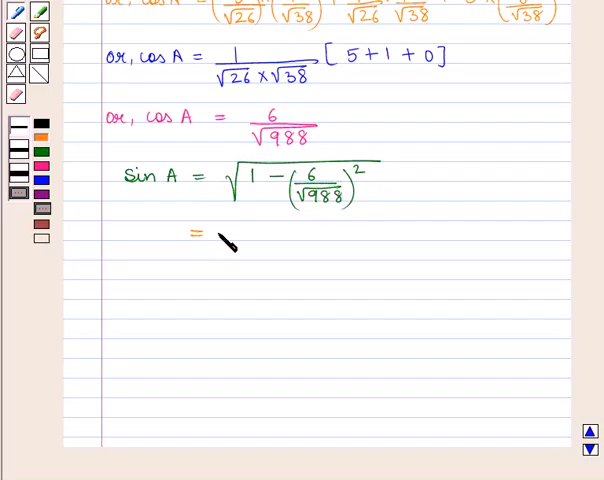 or, cos A = 1/(√26 × √38) [ 5 + 1 + 0 ]
or, cos A = 6/√988
Sin A = √(1 − (6/√988)²)
=